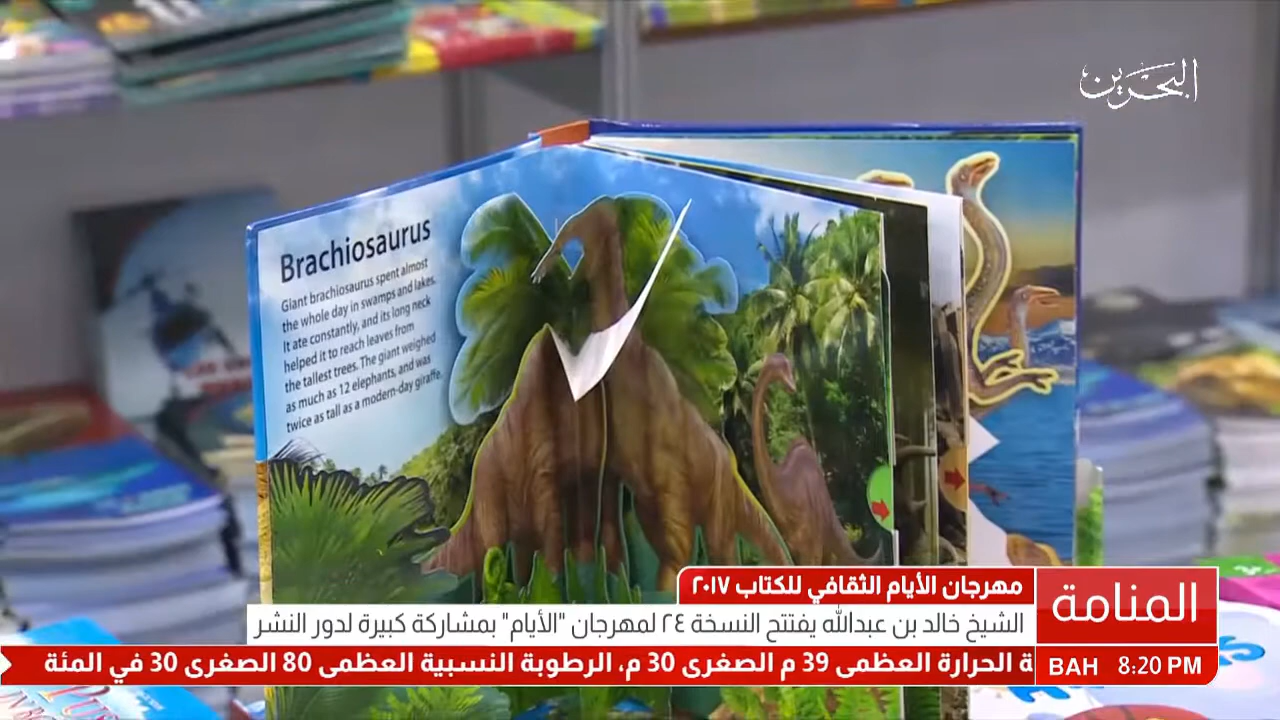 البحرين
Brachiosaurus
Giant brachiosaurus spent almost
the whole day in swamps and lakes.
It ate constantly, and its long neck
helped it to reach leaves from
the tallest trees. The giant weighed
as much as 12 elephants, and was
twice as tall as a modern-day giraffe.
مهرجان الأيام الثقافي للكتاب ٢٠١٧
المنامة
الشيخ خالد بن عبدالله يفتتح النسخة ٢٤ لمهرجان "الأيام" بمشاركة كبيرة لدور النشر
ة الحرارة العظمى 39 م الصغرى 30 م، الرطوبة النسبية العظمى 80 الصغرى 30 في المئة
BAH 8:20 PM